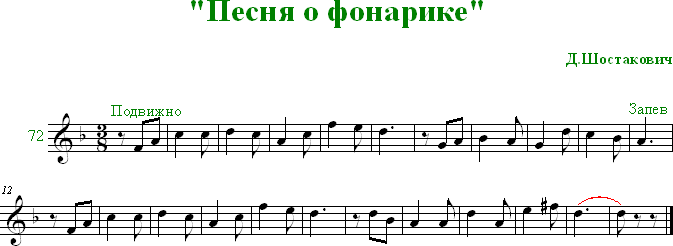 "Песня о фонарике"
Д.Шостакович
Подвижно
Запев
72
3
8
12